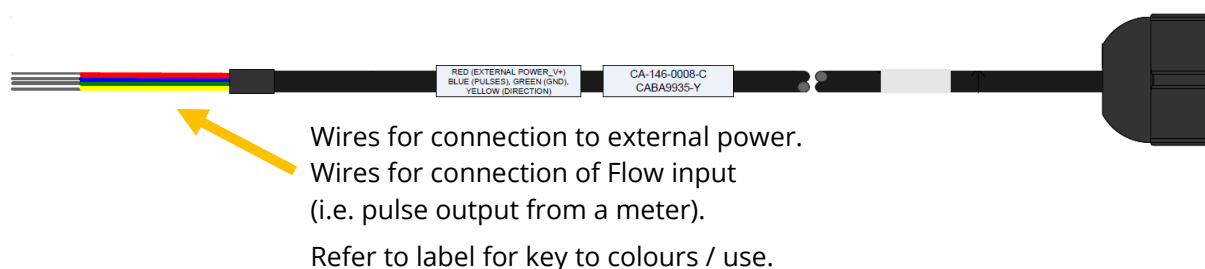 RED (EXTERNAL POWER_V+)
BLUE (PULSES), GREEN (GND),
YELLOW (DIRECTION)
CA-146-0008-C
CABA9935-Y
Wires for connection to external power.
Wires for connection of Flow input
(i.e. pulse output from a meter).
Refer to label for key to colours / use.